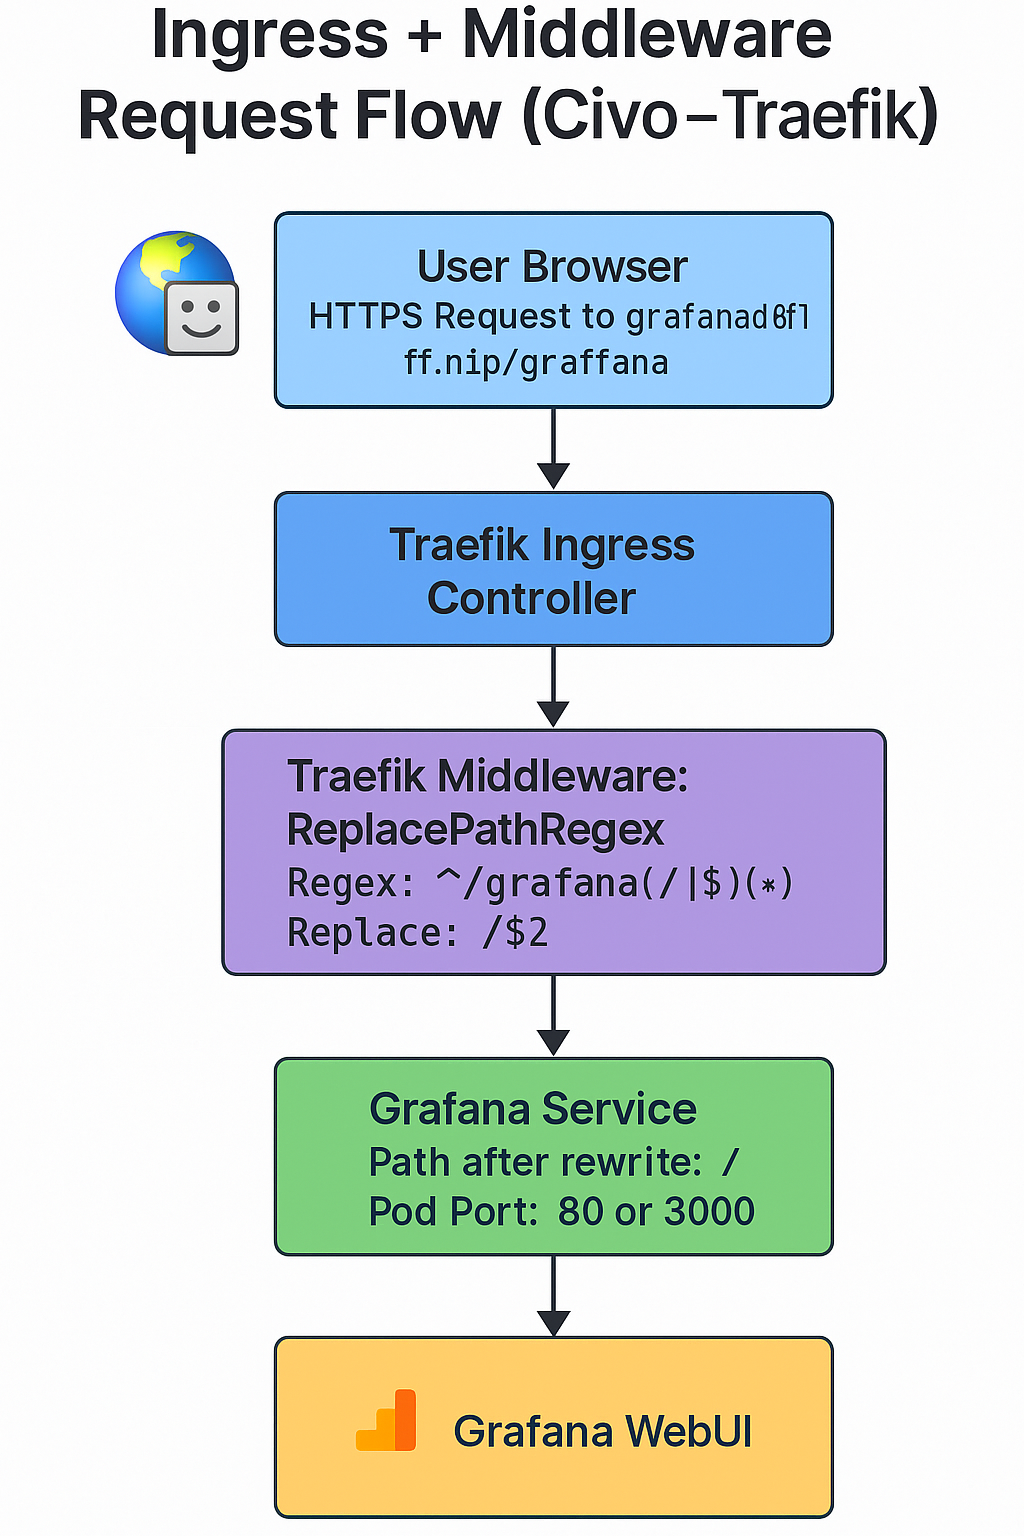 Ingress + Middleware
Request Flow (Civo–Traefik)
User Browser
HTTPS Request to
ff.nip/graffana
Traefik Ingress
Controller
Traefik Middleware:
ReplacePathRegex
Regex: ^/grafana(/|$)(*)
Replace: /$2
Grafana Service
Path after rewrite: /
Pod Port: 80 or 3000
Grafana WebUI